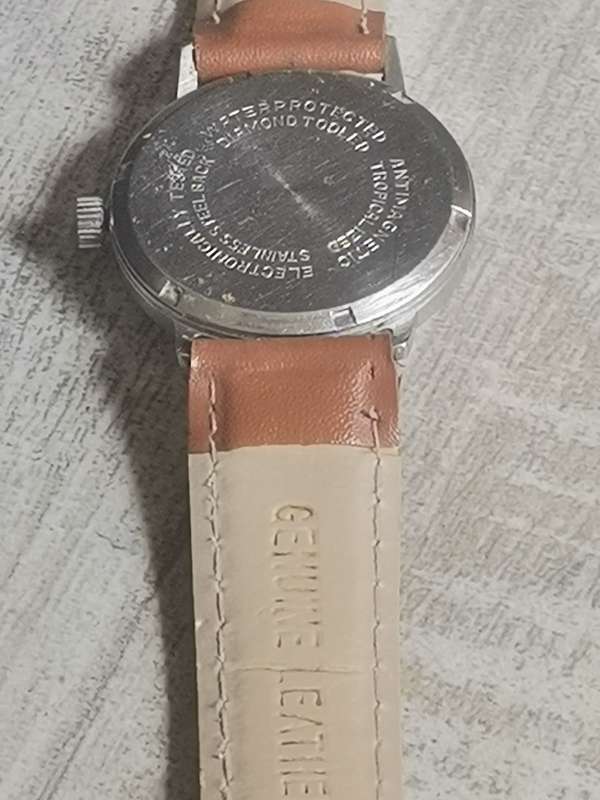 WATERPROTECTED ANTIMAGNETIC ELECTRONICALLY TESTED
DIAMOND TOOLED TROPICALIZED STAINLESS STEEL BACK
GENUINE LEATHE